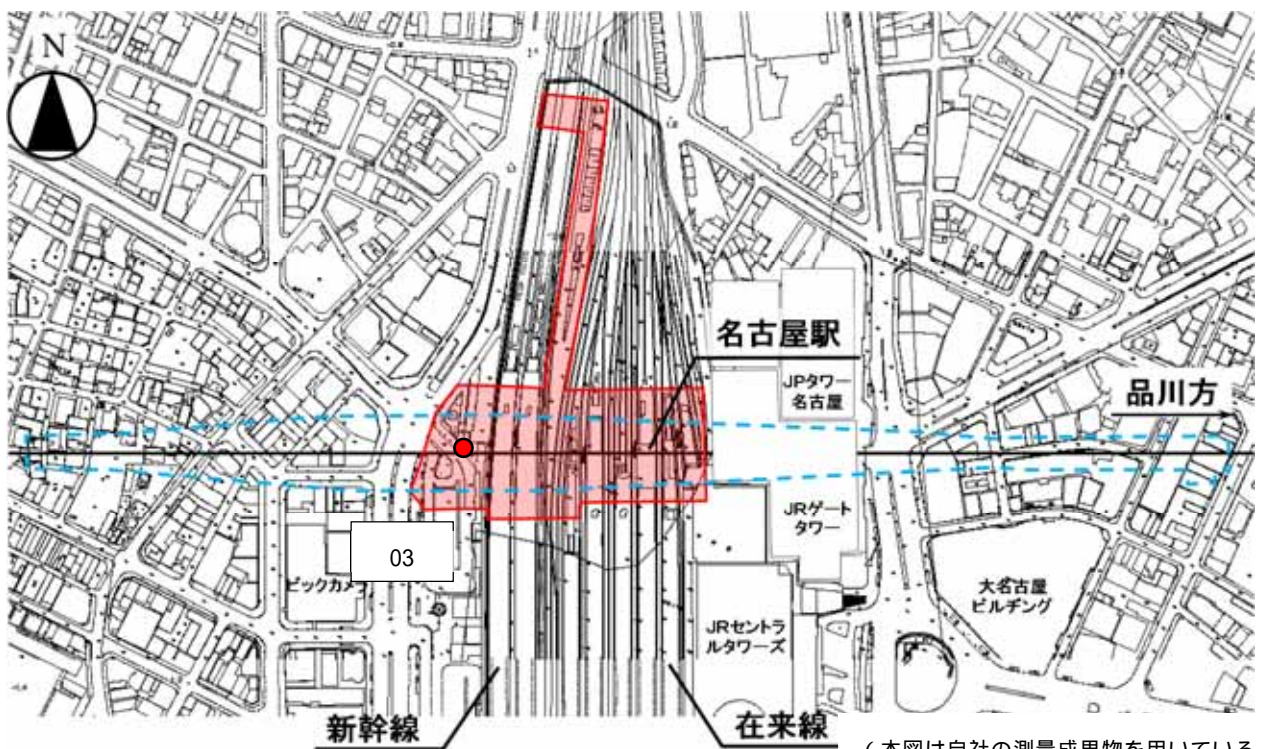 N
名古屋駅
JPタワー
名古屋
品川方
JRゲート
タワー
03
ビックカメラ
大名古屋
ビルヂング
JRセントラ
ルタワーズ
新幹線
在来線
(本図は自社の測量成果物を用いている